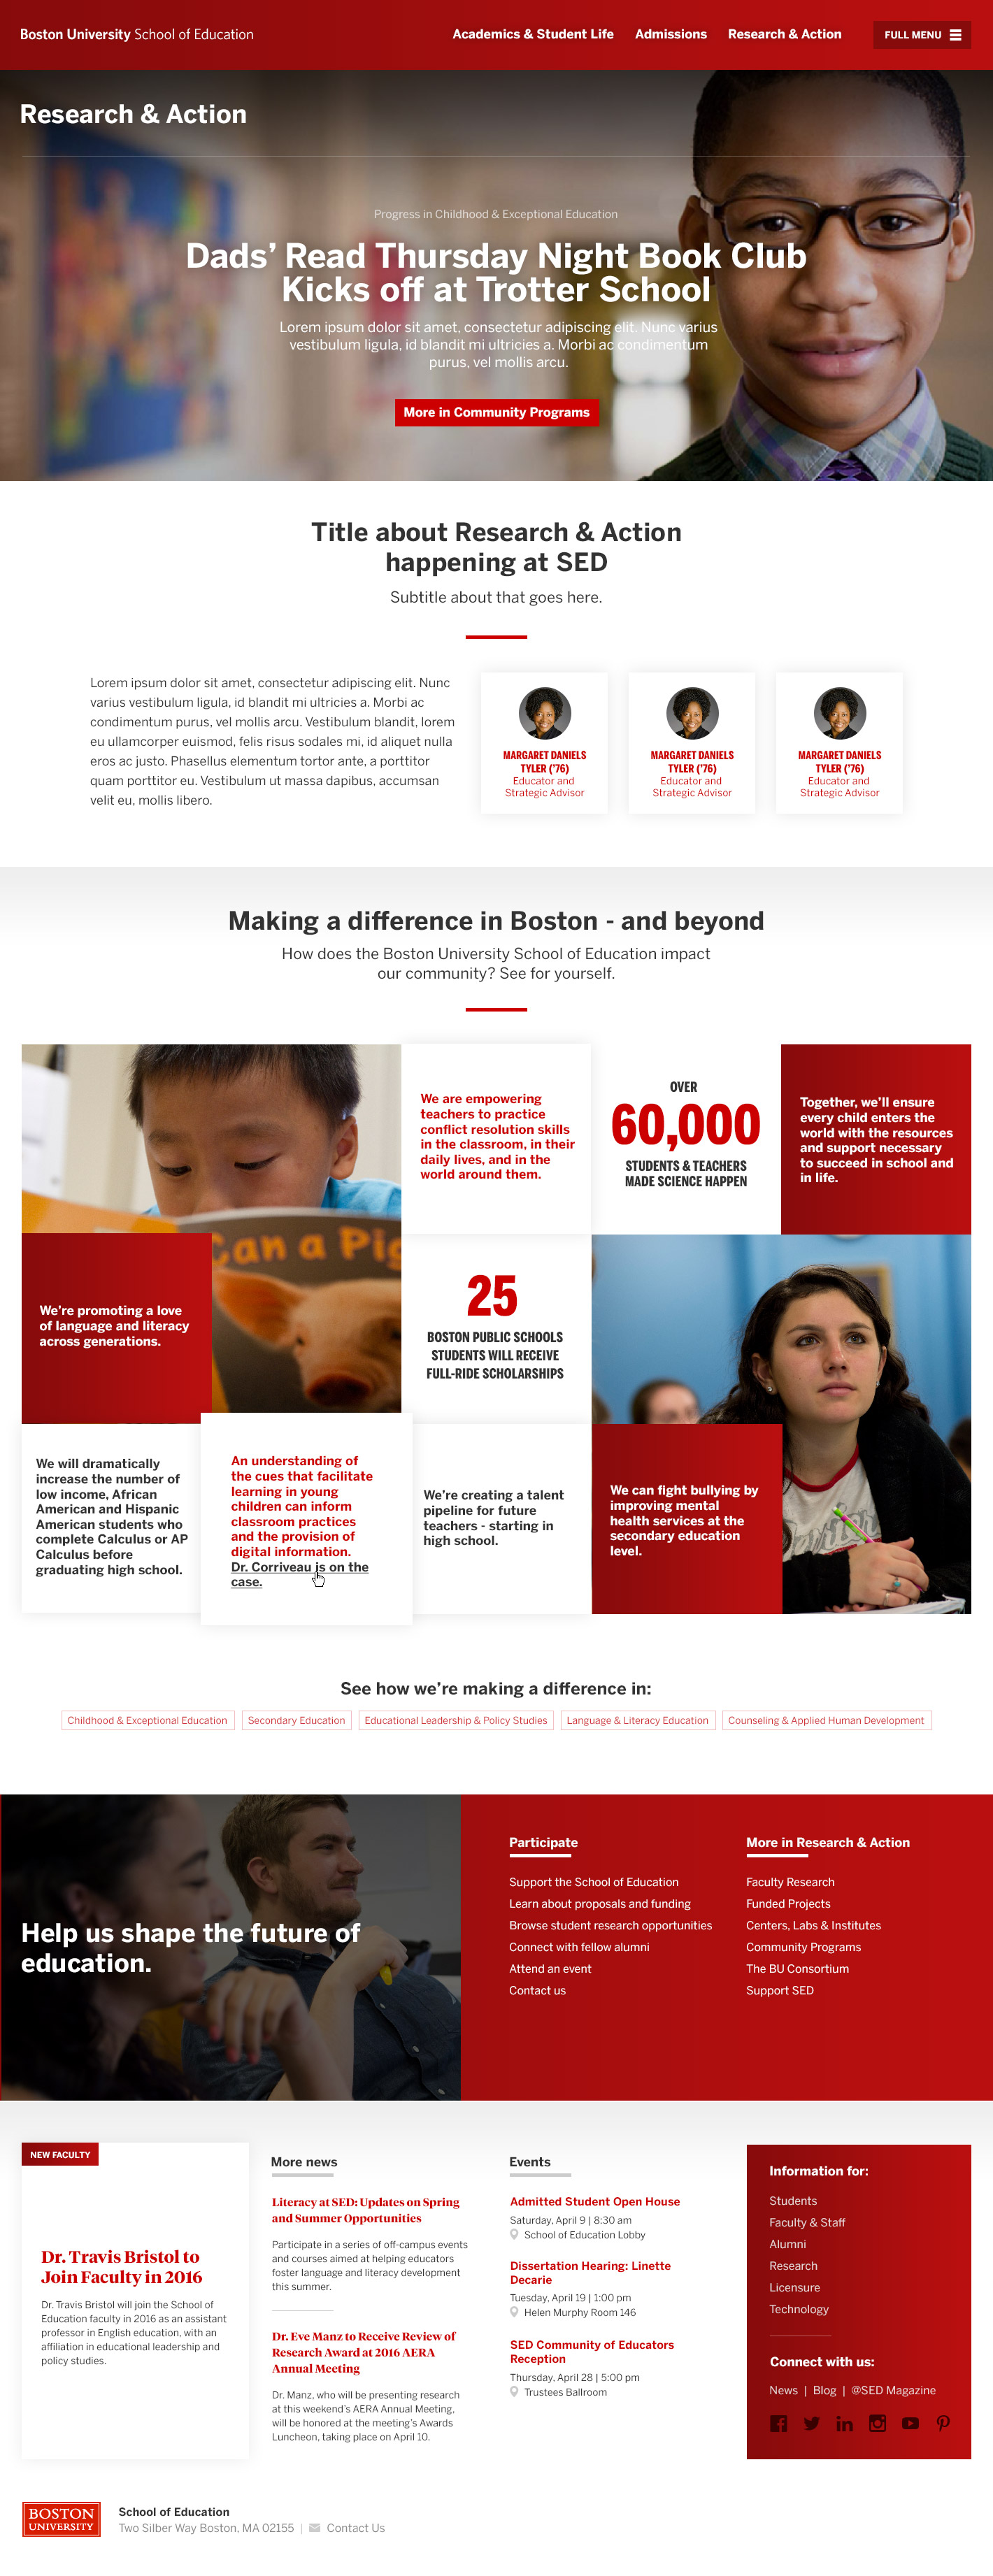 Boston University School of Education
Academics & Student Life
Admissions
Research & Action
FULL MENU
Research & Action
Progress in Childhood & Exceptional Education
Dads’ Read Thursday Night Book Club
Kicks off at Trotter School
Lorem ipsum dolor sit amet, consectetur adipiscing elit. Nunc varius
vestibulum ligula, id blandit mi ultricies a. Morbi ac condimentum
purus, vel mollis arcu.
More in Community Programs
Title about Research & Action
happening at SED
Subtitle about that goes here.
Lorem ipsum dolor sit amet, consectetur adipiscing elit. Nunc
varius vestibulum ligula, id blandit mi ultricies a. Morbi ac
condimentum purus, vel mollis arcu. Vestibulum blandit, lorem
eu ullamcorper euismod, felis risus sodales mi, id aliquet nulla
eros ac justo. Phasellus elementum tortor ante, a porttitor
quam porttitor eu. Vestibulum ut massa dapibus, accumsan
velit eu, mollis libero.
MARGARET DANIELS
TYLER (’76)
Educator and
Strategic Advisor
MARGARET DANIELS
TYLER (’76)
Educator and
Strategic Advisor
MARGARET DANIELS
TYLER (’76)
Educator and
Strategic Advisor
Making a difference in Boston - and beyond
How does the Boston University School of Education impact
our community? See for yourself.
We are empowering
teachers to practice
conflict resolution skills
in the classroom, in their
daily lives, and in the
world around them.
OVER
60,000
STUDENTS & TEACHERS
MADE SCIENCE HAPPEN
Together, we’ll ensure
every child enters the
world with the resources
and support necessary
to succeed in school and
in life.
can a Pig
We’re promoting a love
of language and literacy
across generations.
25
BOSTON PUBLIC SCHOOLS
STUDENTS WILL RECEIVE
FULL-RIDE SCHOLARSHIPS
We will dramatically
increase the number of
low income, African
American and Hispanic
American students who
complete Calculus or AP
Calculus before
graduating high school.
An understanding of
the cues that facilitate
learning in young
children can inform
classroom practices
and the provision of
digital information.
Dr. Corriveau is on the
case.
We’re creating a talent
pipeline for future
teachers - starting in
high school.
We can fight bullying by
improving mental
health services at the
secondary education
level.
See how we’re making a difference in:
Childhood & Exceptional Education
Secondary Education
Educational Leadership & Policy Studies
Language & Literacy Education
Counseling & Applied Human Development
Help us shape the future of
education.
Participate
Support the School of Education
Learn about proposals and funding
Browse student research opportunities
Connect with fellow alumni
Attend an event
Contact us
More in Research & Action
Faculty Research
Funded Projects
Centers, Labs & Institutes
Community Programs
The BU Consortium
Support SED
NEW FACULTY
Dr. Travis Bristol to
Join Faculty in 2016
Dr. Travis Bristol will join the School of
Education faculty in 2016 as an assistant
professor in English education, with an
affiliation in educational leadership and
policy studies.
More news
Literacy at SED: Updates on Spring
and Summer Opportunities
Participate in a series of off-campus events
and courses aimed at helping educators
foster language and literacy development
this summer.
Dr. Eve Manz to Receive Review of
Research Award at 2016 AERA
Annual Meeting
Dr. Manz, who will be presenting research
at this weekend’s AERA Annual Meeting,
will be honored at the meeting’s Awards
Luncheon, taking place on April 10.
Events
Admitted Student Open House
Saturday, April 9 | 8:30 am
School of Education Lobby
Dissertation Hearing: Linette
Decarie
Tuesday, April 19 | 1:00 pm
Helen Murphy Room 146
SED Community of Educators
Reception
Thursday, April 28 | 5:00 pm
Trustees Ballroom
Information for:
Students
Faculty & Staff
Alumni
Research
Licensure
Technology
Connect with us:
News | Blog | @SED Magazine
BOSTON
UNIVERSITY
School of Education
Two Silber Way Boston, MA 02155 | Contact Us